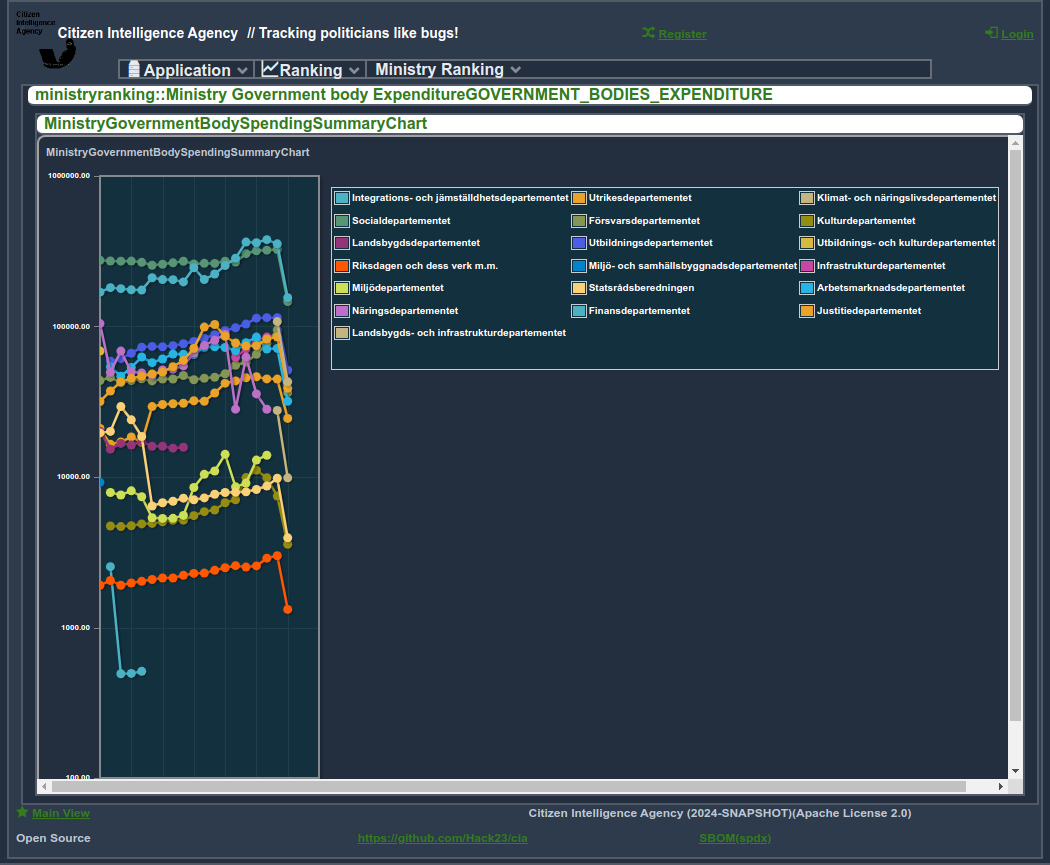 Citizen
Intelligence
Agency
Citizen Intelligence Agency // Tracking politicians like bugs!
Register
Login
Application
Ranking
Ministry Ranking
ministryranking::Ministry Government body ExpenditureGOVERNMENT_BODIES_EXPENDITURE
MinistryGovernmentBodySpendingSummaryChart
MinistryGovernmentBodySpendingSummaryChart
1000000.00
100000.00
10000.00
1000.00
100.00
Integrations- och jämställdhetsdepartementet Utrikesdepartementet Klimat- och näringslivsdepartementet
Socialdepartementet Försvarsdepartementet Kulturdepartementet
Landsbygdsdepartementet Utbildningsdepartementet Utbildnings- och kulturdepartementet
Riksdagen och dess verk m.m. Miljö- och samhällsbyggnadsdepartementet Infrastrukturdepartementet
Miljödepartementet Statsrådsberedningen Arbetsmarknadsdepartementet
Näringsdepartementet Finansdepartementet Justitiedepartementet
Landsbygds- och infrastrukturdepartementet
Main View
Citizen Intelligence Agency (2024-SNAPSHOT)(Apache License 2.0)
Open Source
https://github.com/Hack23/cia
SBOM(spdx)